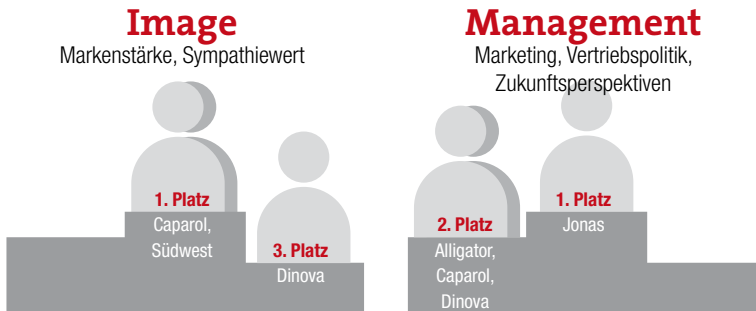 Image
Markenstärke, Sympathiewert
1. Platz
Caparol,
Südwest
3. Platz
Dinova
Management
Marketing, Vertriebspolitik,
Zukunftsperspektiven
2. Platz
Alligator,
Caparol,
Dinova
1. Platz
Jonas